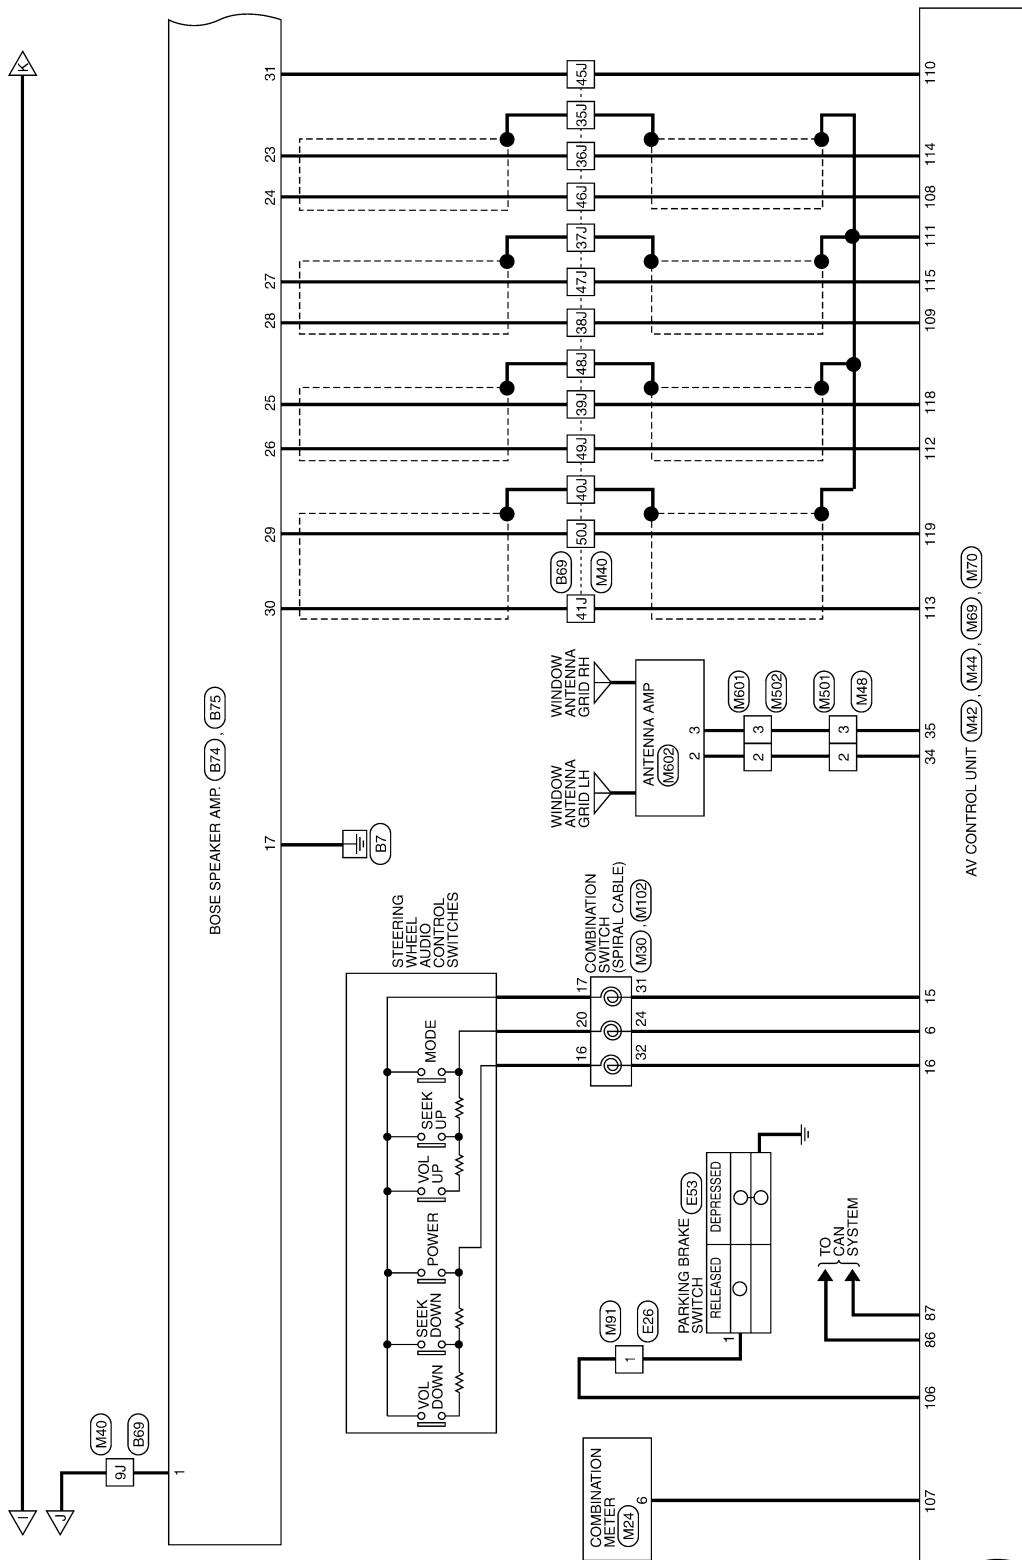 K
I
J
9J
M40
B69
1
BOSE SPEAKER AMP. B74 , B75
31
23
24
27
28
25
26
29
30
17
B7
45J
35J
36J
46J
37J
47J
38J
48J
39J
49J
40J
50J
41J
B69
M40
110
114
108
111
115
109
118
112
119
113
WINDOW
ANTENNA
GRID RH
WINDOW
ANTENNA
GRID LH
ANTENNA AMP
M602
2
3
M601
M502
2
3
M501
M48
2
3
34
35
STEERING
WHEEL
AUDIO
CONTROL
SWITCHES
VOL
DOWN
SEEK
DOWN
POWER
VOL
UP
SEEK
UP
MODE
COMBINATION
SWITCH
(SPIRAL CABLE)
M30 , M102
16
20
17
32
24
31
16
6
15
PARKING BRAKE
SWITCH
E53
RELEASED
DEPRESSED
1
M91
E26
1
TO
CAN
SYSTEM
106
86
87
COMBINATION
METER
M24
6
107
AV CONTROL UNIT M42 , M44 , M69 , M70